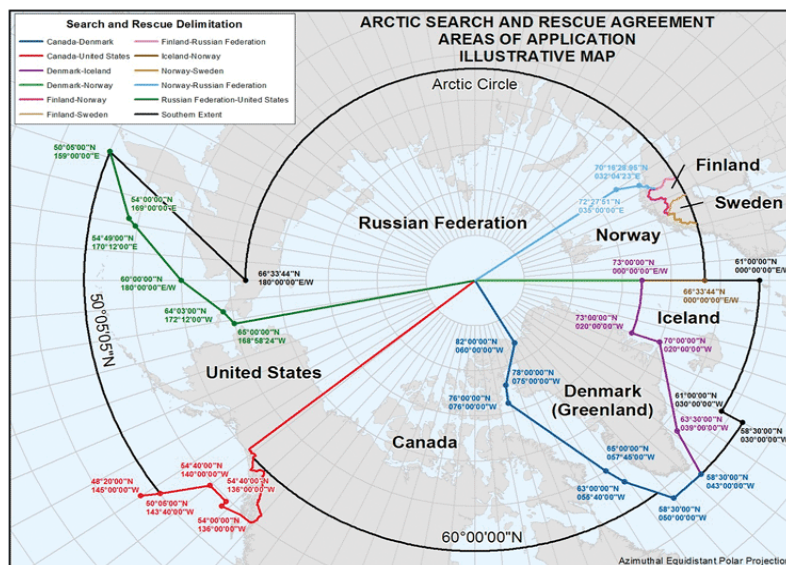 Search and Rescue Delimitation
Canada-Denmark
Canada-United States
Denmark-Iceland
Denmark-Norway
Finland-Norway
Finland-Sweden
Finland-Russian Federation
Iceland-Norway
Norway-Sweden
Norway-Russian Federation
Russian Federation-United States
Southern Extent
ARCTIC SEARCH AND RESCUE AGREEMENT
AREAS OF APPLICATION
ILLUSTRATIVE MAP
Arctic Circle
50°05'00"N
159°00'00"E
54°00'00"N
169°00'00"E
54°49'00"N
170°12'00"E
60°00'00"N
180°00'00"E/W
64°03'00"N
172°12'00"W
65°00'00"N
168°58'24"W
66°33'44"N
180°00'00"E/W
50°05'05"N
Russian Federation
70°16'28.95"N
032°04'23"E
72°27'51"N
035°00'00"E
Finland
Sweden
Norway
73°00'00"N
000°00'00"E/W
61°00'00"N
000°00'00"E/W
66°33'44"N
000°00'00"E/W
Iceland
73°00'00"N
020°00'00"W
70°00'00"N
020°00'00"W
82°00'00"N
060°00'00"W
78°00'00"N
075°00'00"W
76°00'00"N
076°00'00"W
United States
Denmark
(Greenland)
Canada
61°00'00"N
030°00'00"W
58°30'00"N
030°00'00"W
63°30'00"N
039°00'00"W
65°00'00"N
057°45'00"W
63°00'00"N
058°40'00"W
58°30'00"N
043°00'00"W
58°30'00"N
050°00'00"W
48°20'00"N
145°00'00"W
50°05'00"N
143°40'00"W
54°40'00"N
140°00'00"W
54°40'00"N
136°00'00"W
54°00'00"N
136°00'00"W
60°00'00"N
Azimuthal Equidistant Polar Projection